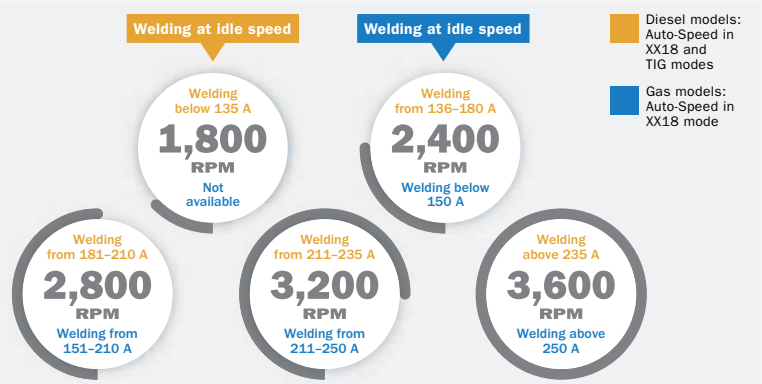 Welding at idle speed
Welding at idle speed
Diesel models:
Auto-Speed in
XX18 and
TIG modes
Gas models:
Auto-Speed in
XX18 mode
Welding
below 135 A
1,800
RPM
Not
available
Welding
from 136–180 A
2,400
RPM
Welding below
150 A
Welding
from 181–210 A
2,800
RPM
Welding from
151–210 A
Welding
from 211–235 A
3,200
RPM
Welding from
211–250 A
Welding
above 235 A
3,600
RPM
Welding above
250 A